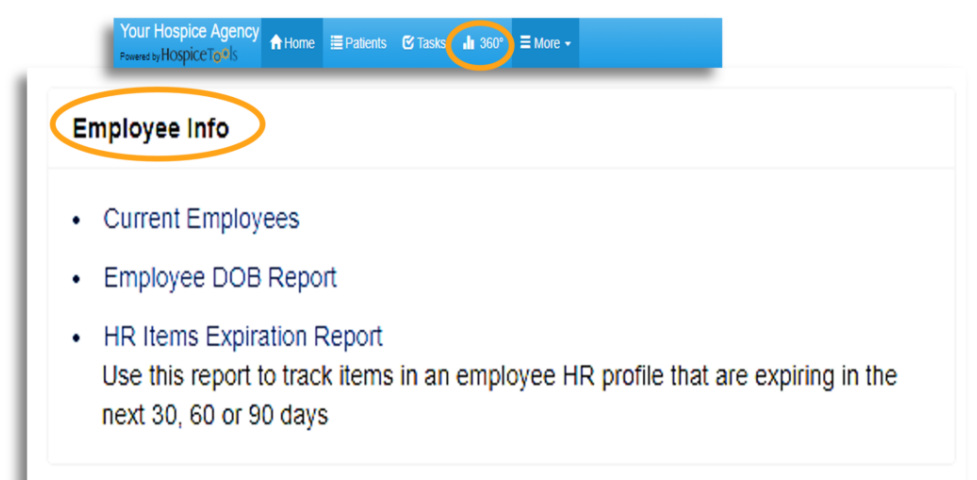 Your Hospice Agency
Powered by HospiceTools
Home Patients Tasks 360° More
Employee Info
• Current Employees
• Employee DOB Report
• HR Items Expiration Report
Use this report to track items in an employee HR profile that are expiring in the
next 30, 60 or 90 days